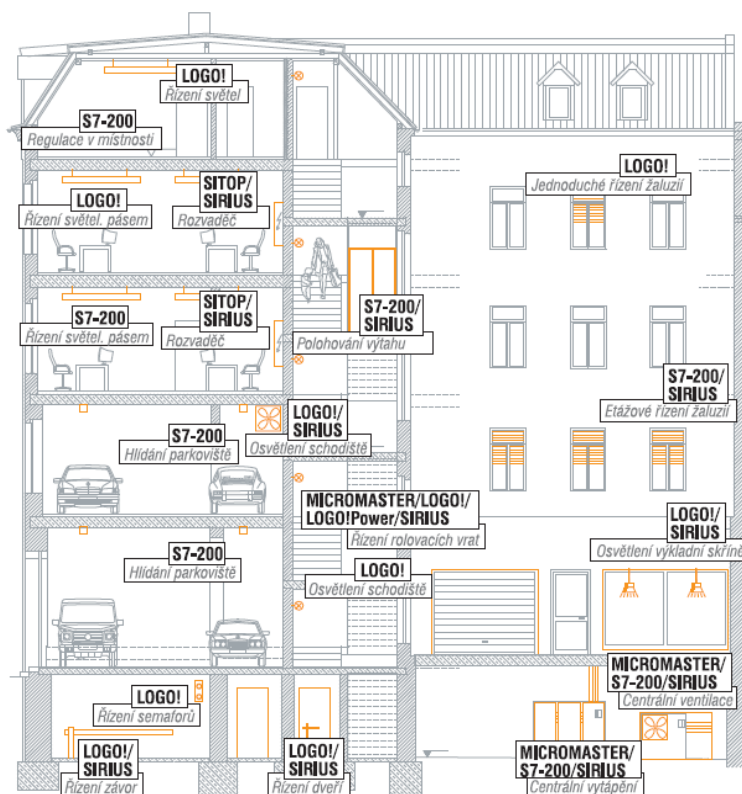 LOGO!
Řízení světel
S7-200
Regulace v místnosti
LOGO!
Jednoduché řízení žaluzií
LOGO!
Řízení světel. pásem
SITOP/
SIRIUS
Rozvaděč
S7-200
Řízení světel. pásem
SITOP/
SIRIUS
Rozvaděč
S7-200/
SIRIUS
Polohování výtahu
S7-200/
SIRIUS
Etážové řízení žaluzií
S7-200
Hlídání parkoviště
LOGO!/
SIRIUS
Osvětlení schodiště
MICROMASTER/LOGO!/
LOGO!Power/SIRIUS
Řízení rolovacích vrat
LOGO!/
SIRIUS
Osvětlení výkladní skříně
S7-200
Hlídání parkoviště
LOGO!
Osvětlení schodiště
MICROMASTER/
S7-200/SIRIUS
Centrální ventilace
LOGO!
Řízení semaforů
LOGO!/
SIRIUS
Řízení závor
LOGO!/
SIRIUS
Řízení dveří
MICROMASTER/
S7-200/SIRIUS
Centrální vytápění